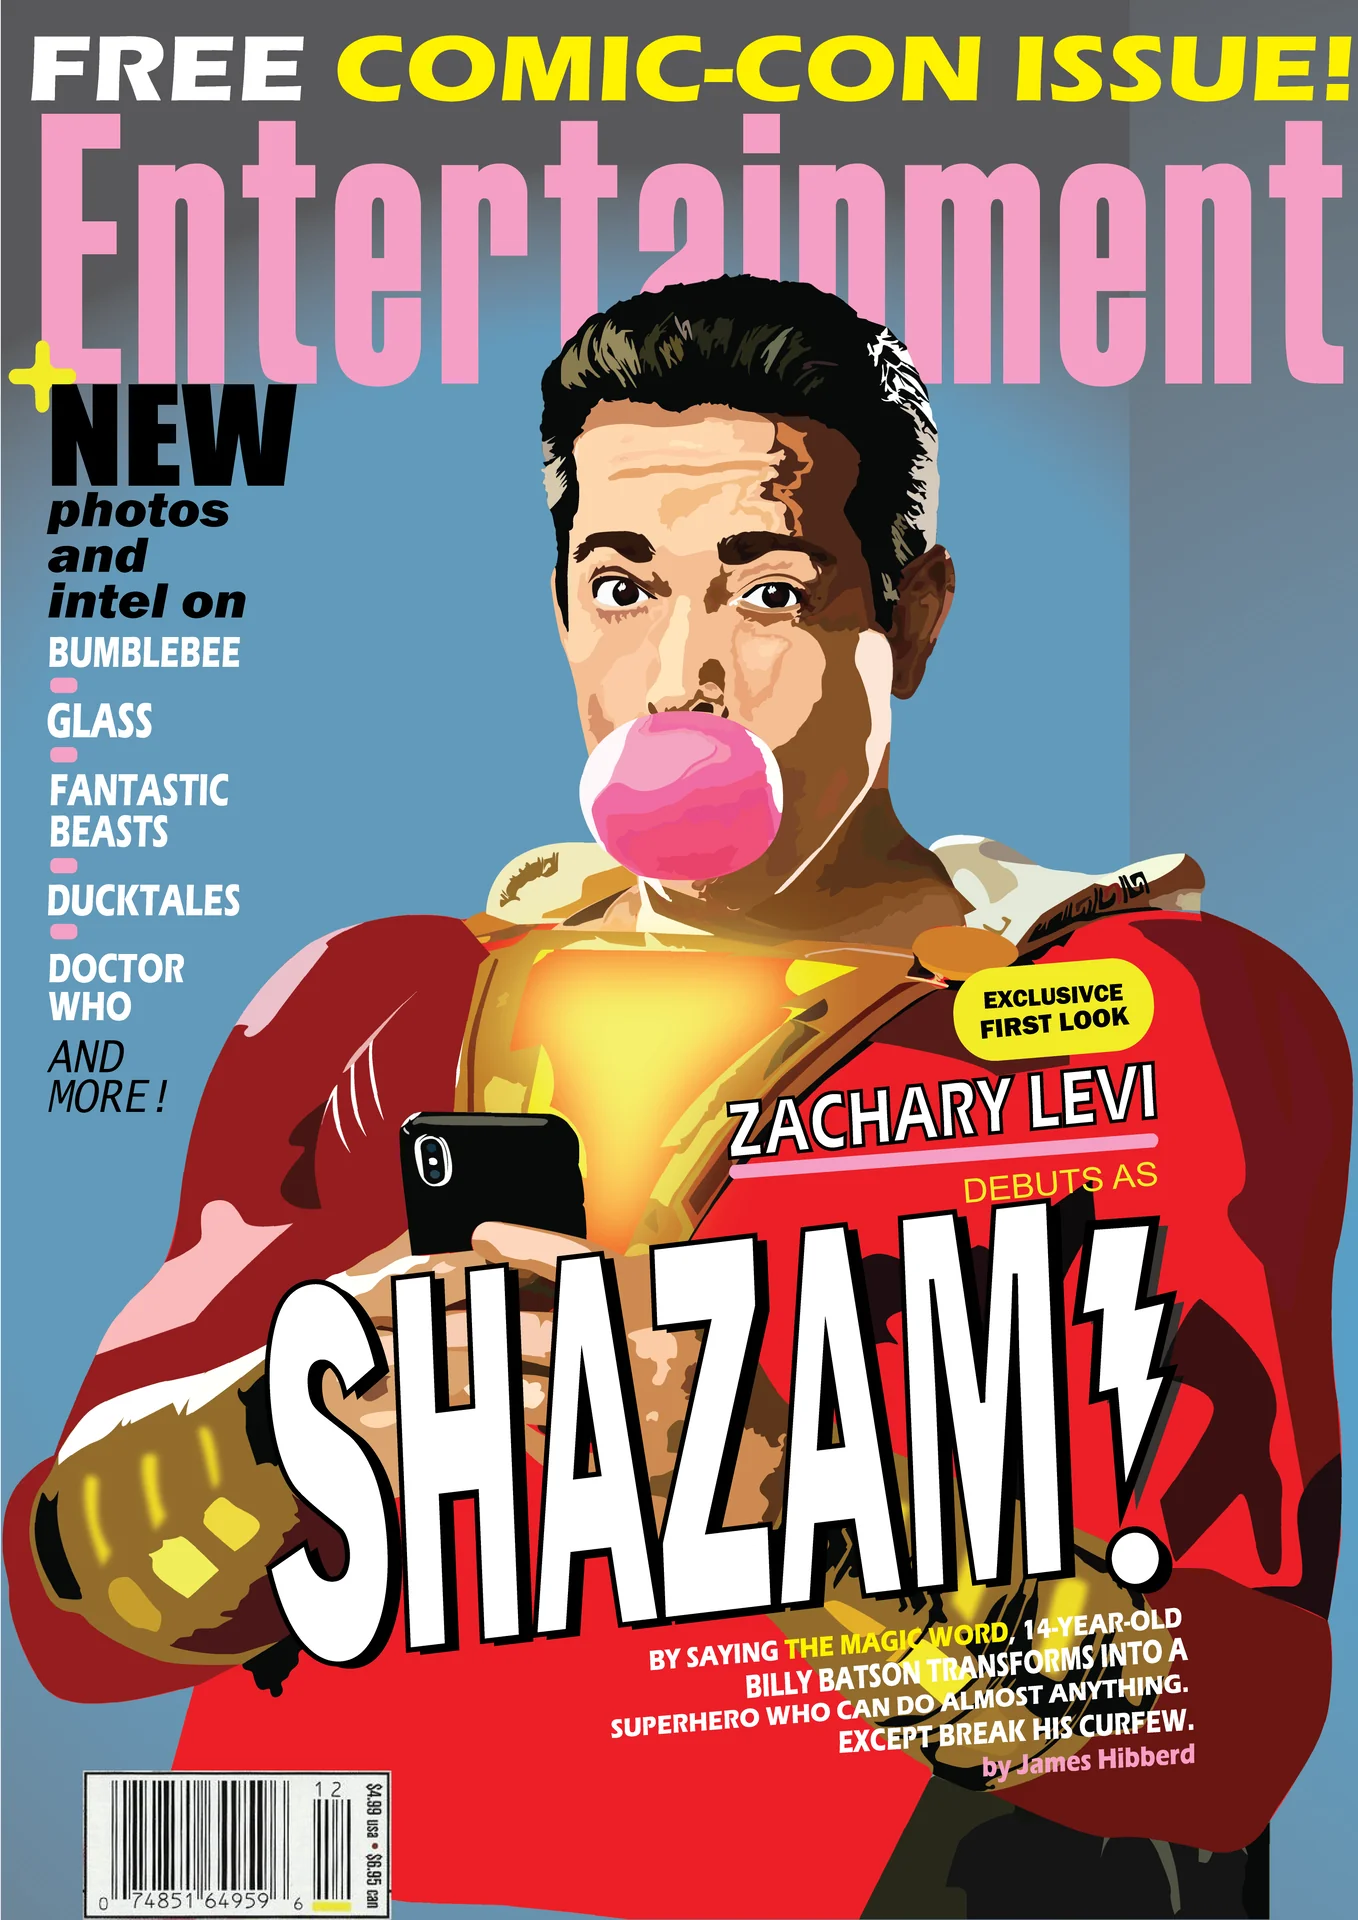 FREE COMIC-CON ISSUE!
Entertainment
+NEW
photos
and
intel on
BUMBLEBEE
GLASS
FANTASTIC
BEASTS
DUCKTALES
DOCTOR
WHO
AND
MORE!
EXCLUSIVCE
FIRST LOOK
ZACHARY LEVI
DEBUTS AS
SHAZAM!
BY SAYING THE MAGIC WORD, 14-YEAR-OLD
BILLY BATSON TRANSFORMS INTO A
SUPERHERO WHO CAN DO ALMOST ANYTHING.
EXCEPT BREAK HIS CURFEW.
by James Hibberd
12
$4.99 usa • $6.95 can
0 74851 64959 6